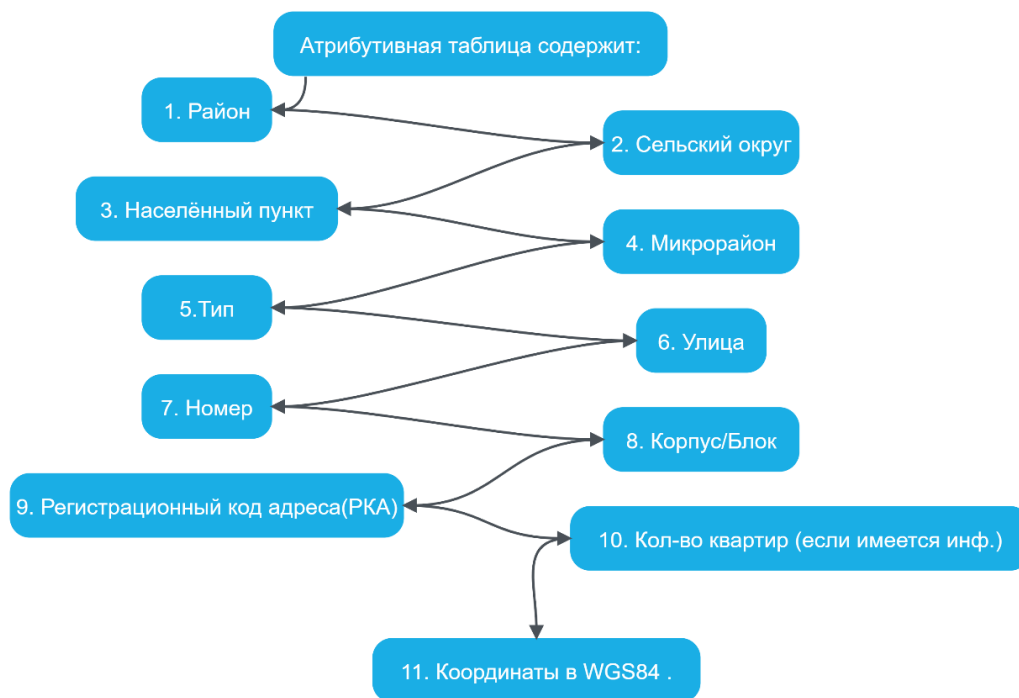 Атрибутивная таблица содержит:
1. Район
2. Сельский округ
3. Населённый пункт
4. Микрорайон
5.Тип
6. Улица
7. Номер
8. Корпус/Блок
9. Регистрационный код адреса(РКА)
10. Кол-во квартир (если имеется инф.)
11. Координаты в WGS84 .